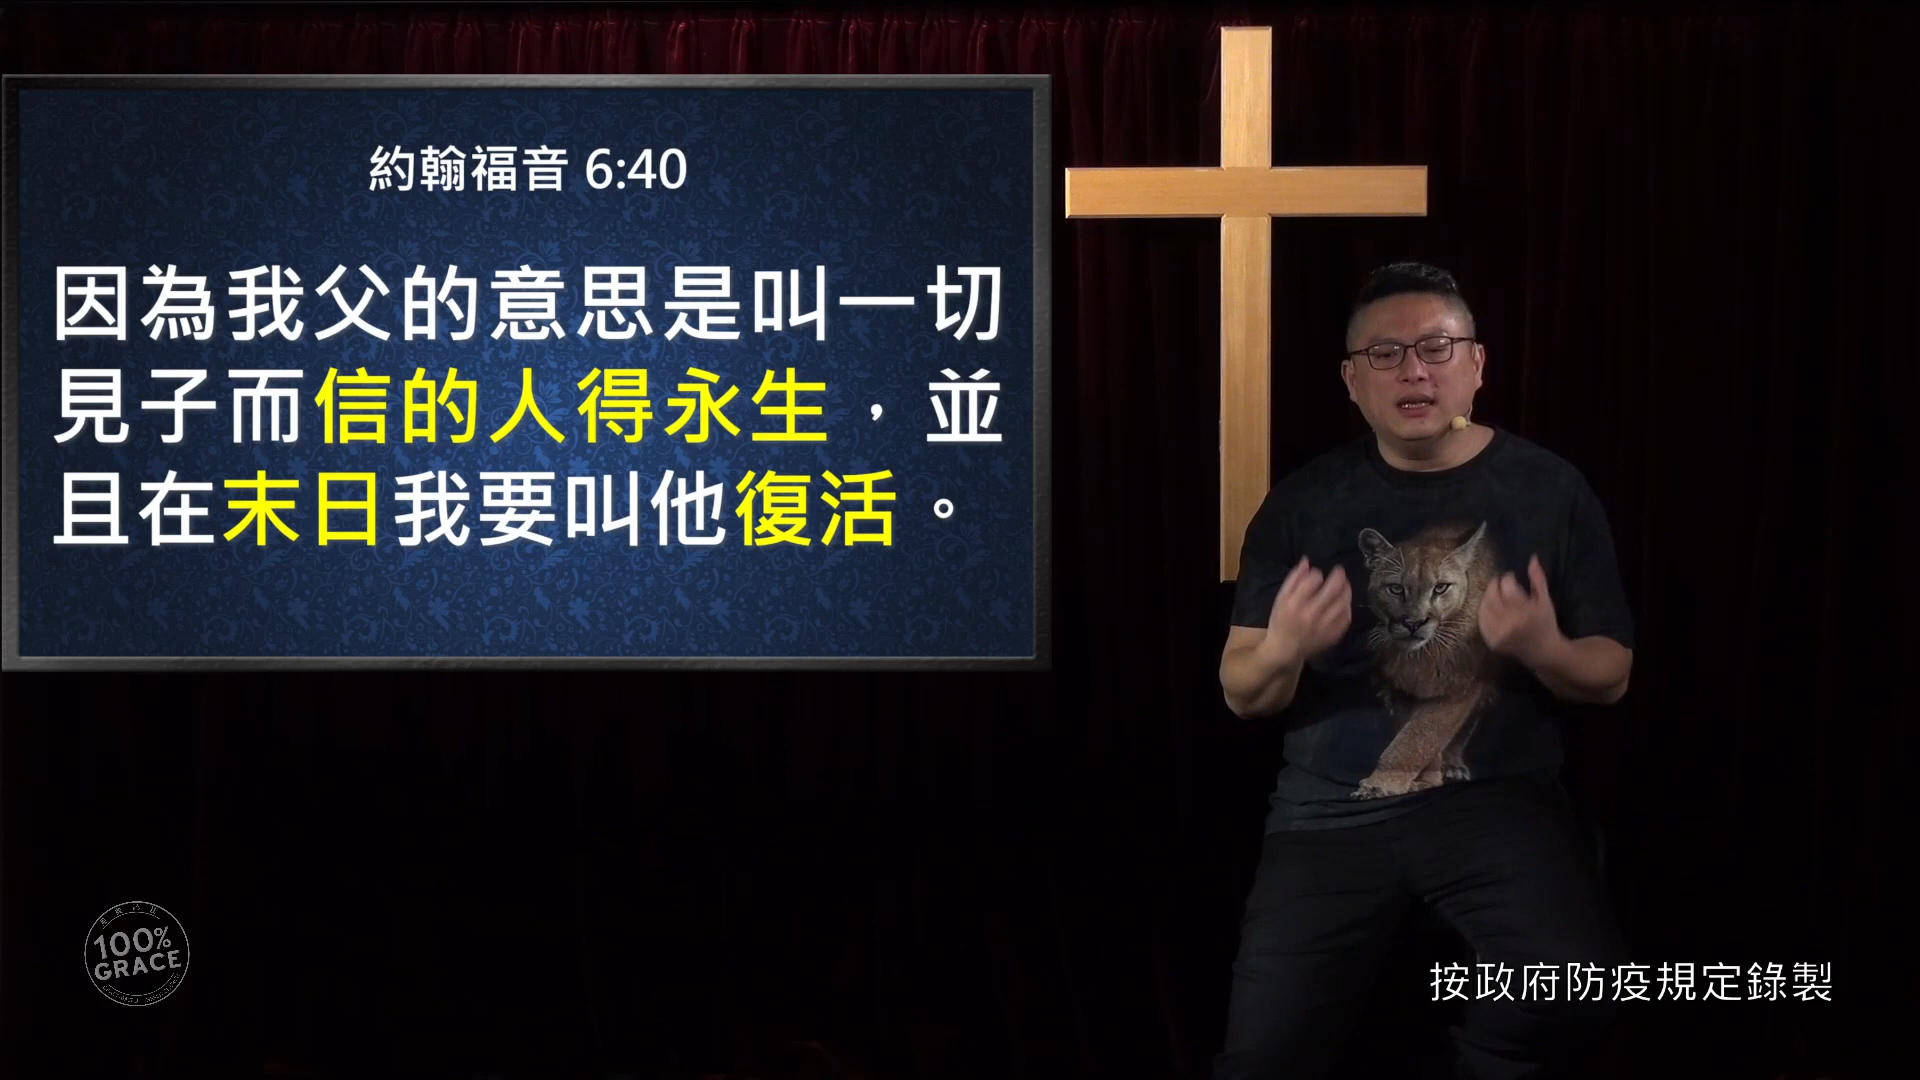 約翰福音 6:40
因為我父的意思是叫一切
見子而信的人得永生，並
且在末日我要叫他復活。
100%
GRACE
按政府防疫規定錄製